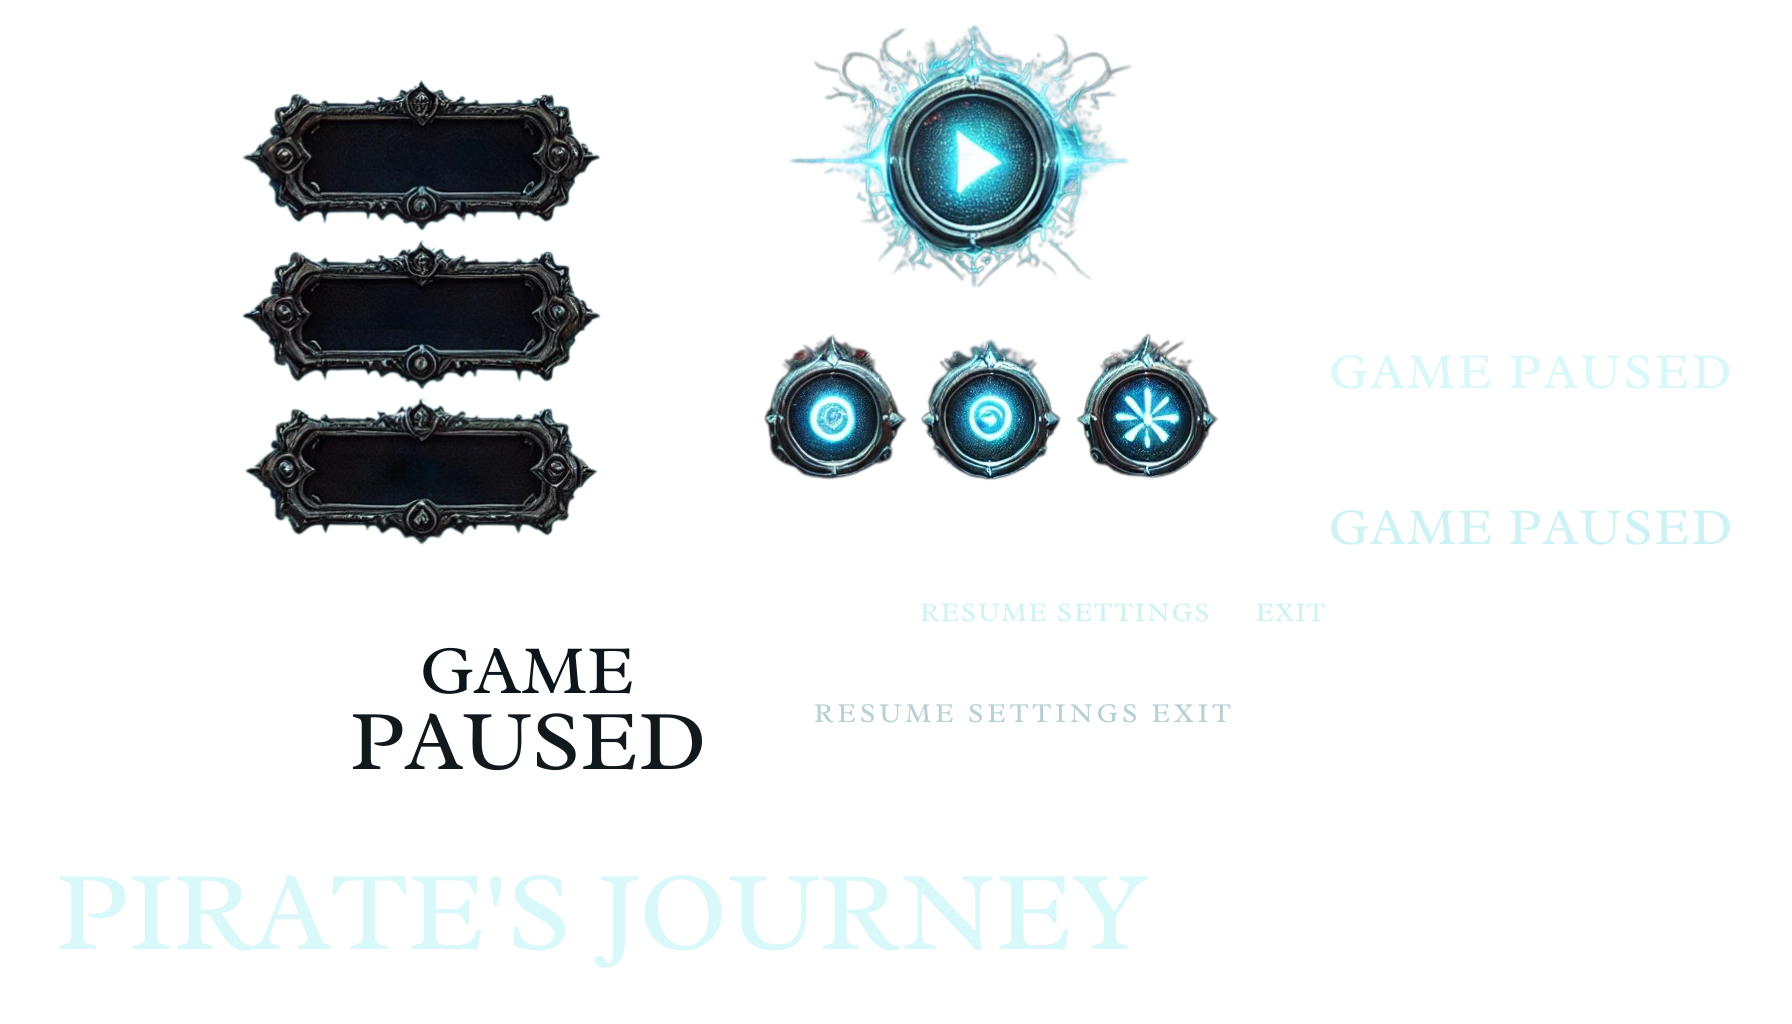 GAME PAUSED
GAME PAUSED
RESUME SETTINGS EXIT
GAME
PAUSED
RESUME SETTINGS EXIT
PIRATE'S JOURNEY